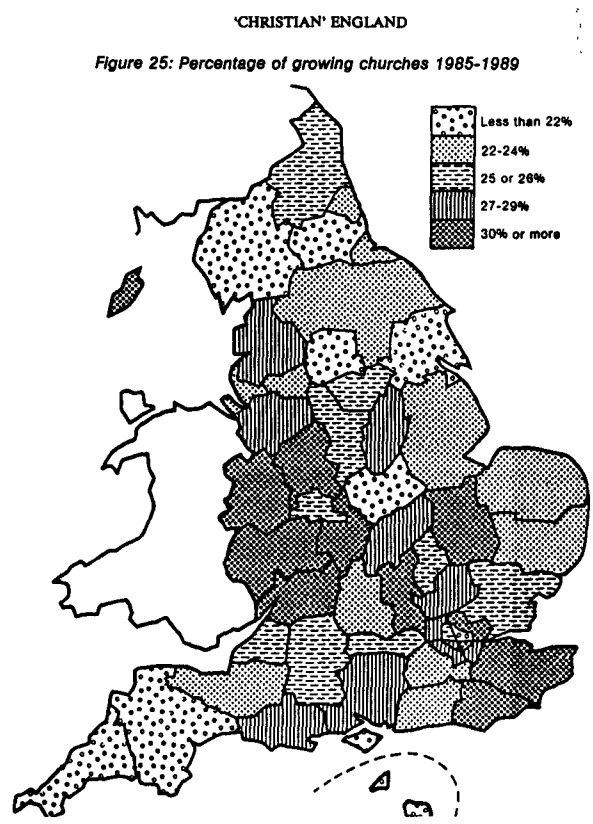 'CHRISTIAN' ENGLAND
Figure 25: Percentage of growing churches 1985-1989
Less than 22%
22-24%
25 or 26%
27-29%
30% or more